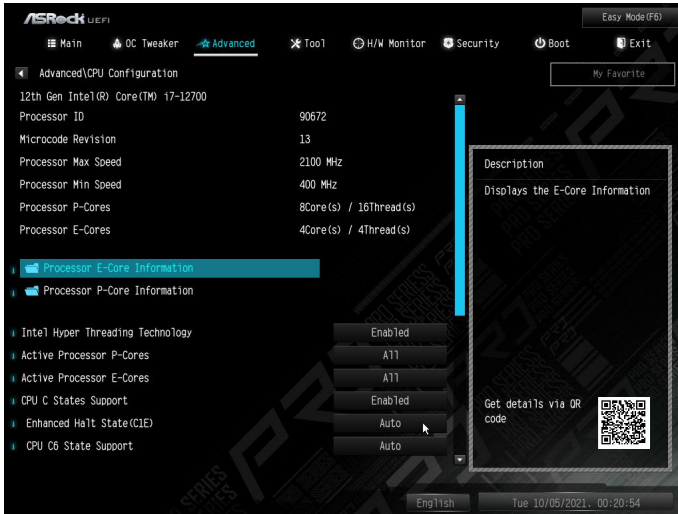 ASRock UEFI
Easy Mode(F6)
Main OC Tweaker Advanced Tool H/W Monitor Security Boot Exit
Advanced\CPU Configuration
My Favorite
12th Gen Intel(R) Core(TM) i7-12700
Processor ID 90672
Microcode Revision 13
Processor Max Speed 2100 MHz
Processor Min Speed 400 MHz
Processor P-Cores 8Core(s) / 16Thread(s)
Processor E-Cores 4Core(s) / 4Thread(s)
Processor E-Core Information
Processor P-Core Information
Intel Hyper Threading Technology Enabled
Active Processor P-Cores All
Active Processor E-Cores All
CPU C States Support Enabled
Enhanced Halt State(C1E) Auto
CPU C6 State Support Auto
Description
Displays the E-Core Information
Get details via QR
code
English
Tue 10/05/2021. 00:20:54